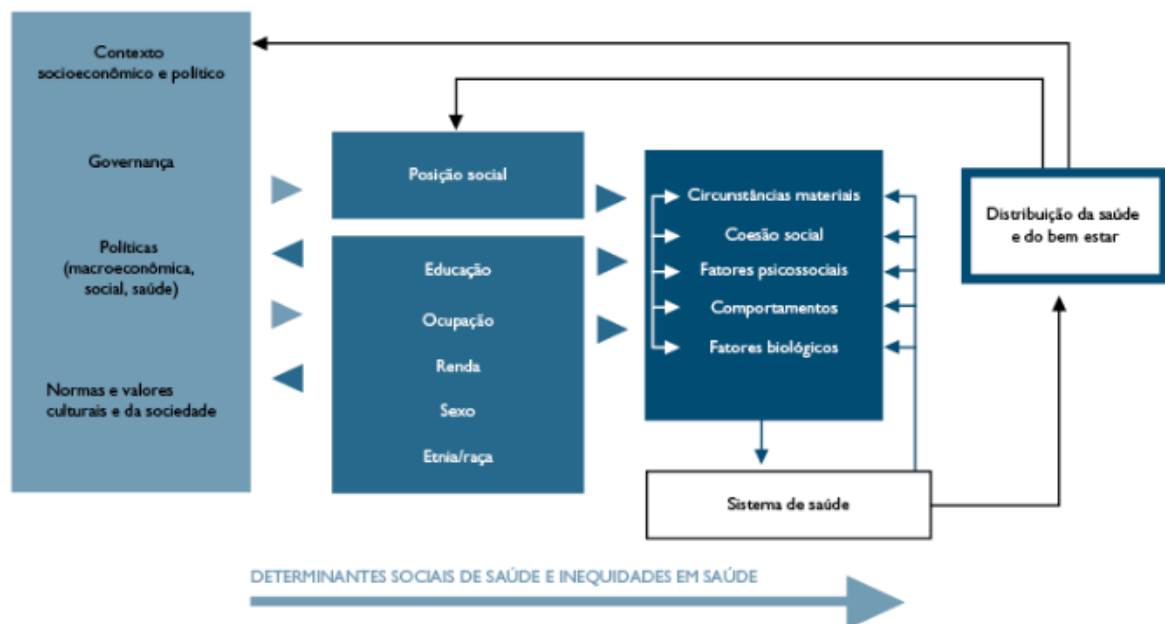 Contexto
socioeconômico e político
Governança
Políticas
(macroeconômica,
social, saúde)
Normas e valores
culturais e da sociedade
Posição social
Educação
Ocupação
Renda
Sexo
Etnia/raça
Circunstâncias materiais
Coesão social
Fatores psicossociais
Comportamentos
Fatores biológicos
Sistema de saúde
Distribuição da saúde
e do bem estar
DETERMINANTES SOCIAIS DE SAÚDE E INEQUIDADES EM SAÚDE